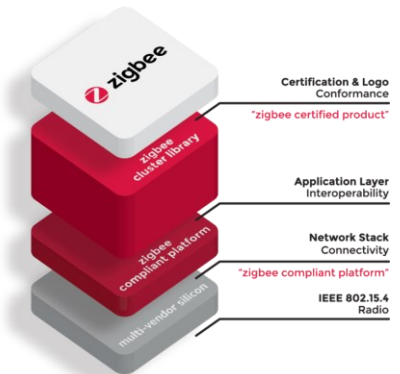 zigbee
Certification & Logo
Conformance
"zigbee certified product"
zigbee
cluster library
Application Layer
Interoperability
zigbee
compliant platform
Network Stack
Connectivity
"zigbee compliant platform"
multi-vendor silicon
IEEE 802.15.4
Radio